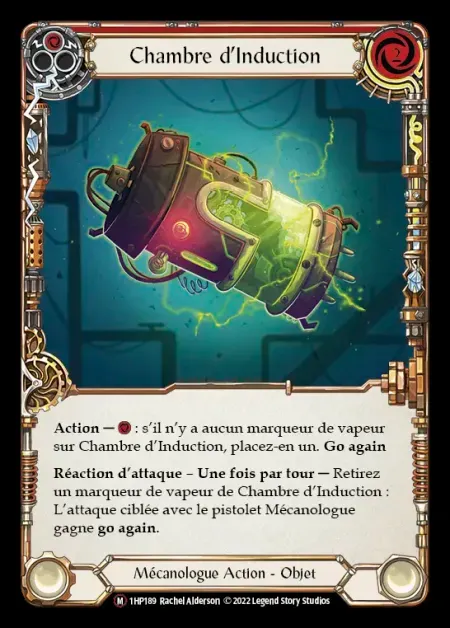 Chambre d'Induction
2
Action — : s'il n'y a aucun marqueur de vapeur
sur Chambre d'Induction, placez-en un. Go again
Réaction d'attaque – Une fois par tour — Retirez
un marqueur de vapeur de Chambre d'Induction :
L'attaque ciblée avec le pistolet Mécanologue
gagne go again.
Mécanologue Action - Objet
M 1HP189 Rachel Alderson ©2022 Legend Story Studios